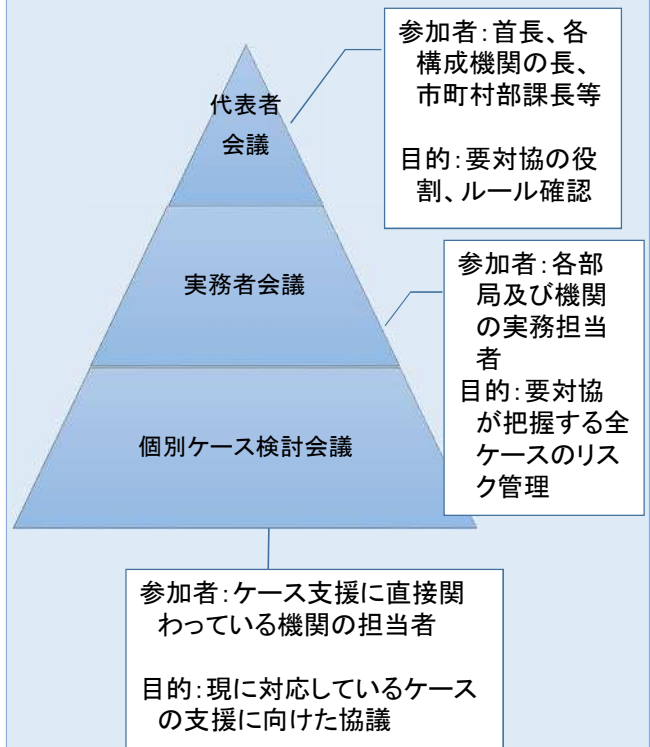 代表者
会議
参加者：首長、各
構成機関の長、
市町村部課長等
目的：要対協の役
割、ルール確認
実務者会議
参加者：各部
局及び機関
の実務担当
者
目的：要対協
が把握する全
ケースのリス
ク管理
個別ケース検討会議
参加者：ケース支援に直接関
わっている機関の担当者
目的：現に対応しているケース
の支援に向けた協議